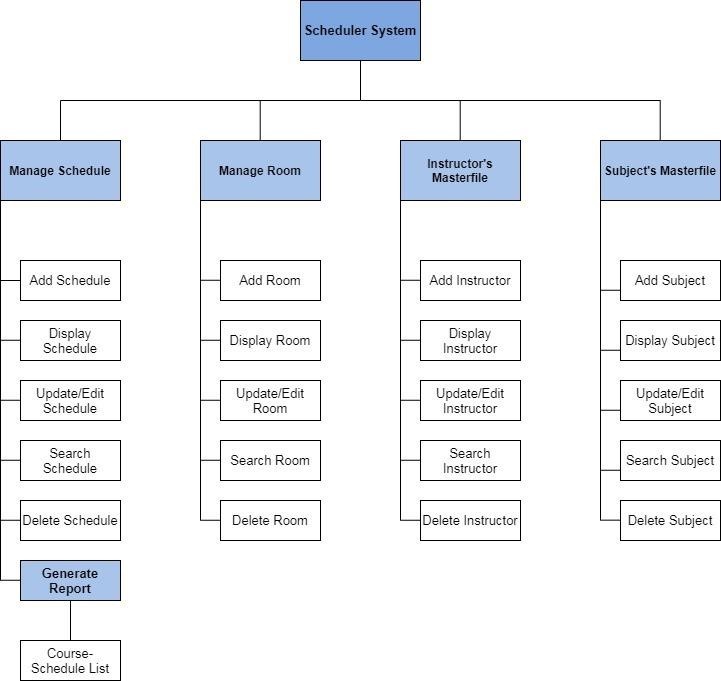 Scheduler System
Manage Schedule
Manage Room
Instructor's
Masterfile
Subject's Masterfile
Add Schedule
Add Room
Add Instructor
Add Subject
Display
Schedule
Display Room
Display
Instructor
Display Subject
Update/Edit
Schedule
Update/Edit
Room
Update/Edit
Instructor
Update/Edit
Subject
Search
Schedule
Search Room
Search
Instructor
Search Subject
Delete Schedule
Delete Room
Delete Instructor
Delete Subject
Generate
Report
Course-
Schedule List